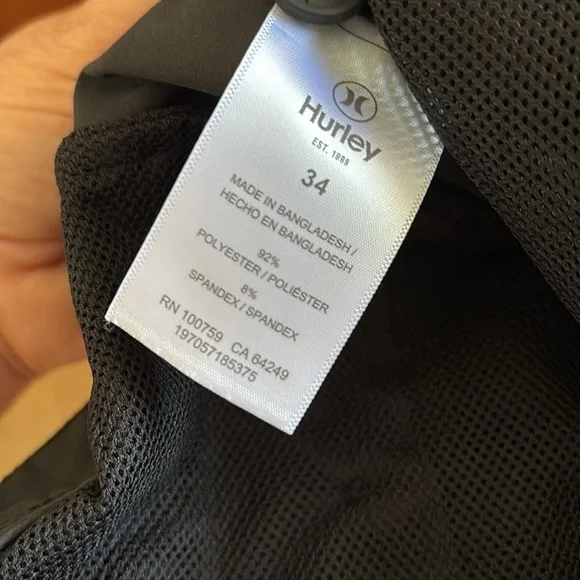 Hurley
EST. 1999
34
MADE IN BANGLADESH /
HECHO EN BANGLADESH
92%
POLYESTER / POLIÉSTER
8%
SPANDEX / SPANDEX
RN 100759 CA 64249
197057185375